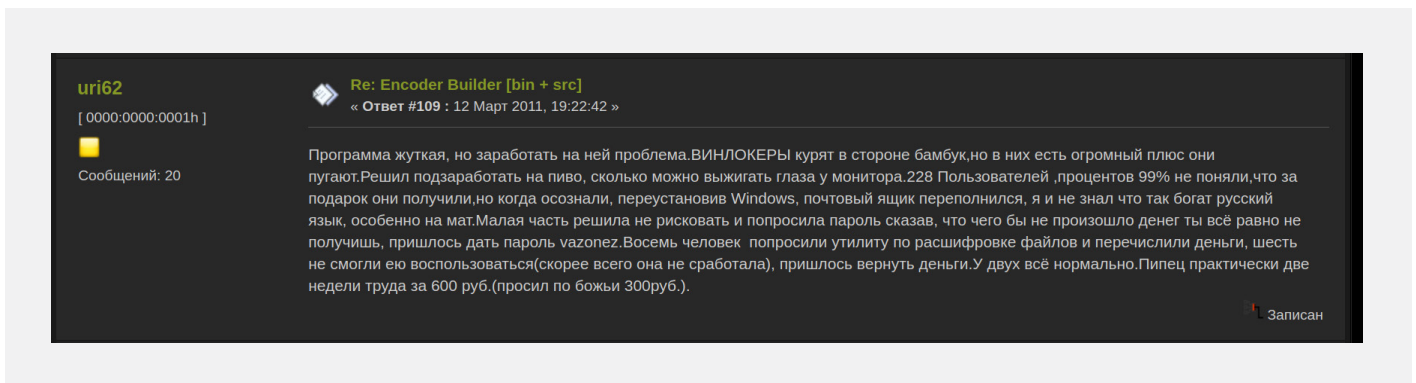 uri62
[ 0000:0000:0001h ]
Сообщений: 20
Re: Encoder Builder [bin + src]
« Ответ #109 : 12 Март 2011, 19:22:42 »
Программа жуткая, но заработать на ней проблема.ВИНЛОКЕРЫ курят в стороне бамбук,но в них есть огромный плюс они
пугают.Решил подзаработать на пиво, сколько можно выжигать глаза у монитора.228 Пользователей ,процентов 99% не поняли,что за
подарок они получили,но когда осознали, переустановив Windows, почтовый ящик переполнился, я и не знал что так богат русский
язык, особенно на мат.Малая часть решила не рисковать и попросила пароль сказав, что чего бы не произошло денег ты всё равно не
получишь, пришлось дать пароль vazonez.Восемь человек  попросили утилиту по расшифровке файлов и перечислили деньги, шесть
не смогли ею воспользоваться(скорее всего она не сработала), пришлось вернуть деньги.У двух всё нормально.Пипец практически две
недели труда за 600 руб.(просил по божьи 300руб.).
Записан